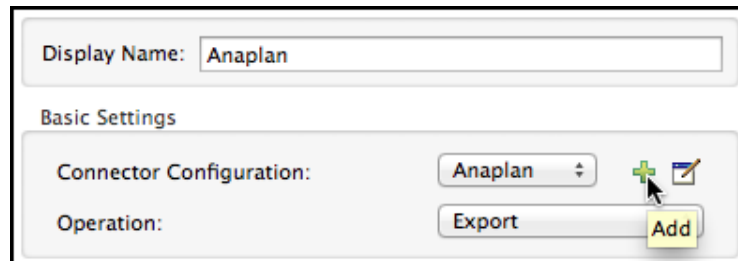 Display Name: Anaplan
Basic Settings
Connector Configuration: Anaplan
Operation: Export
Add